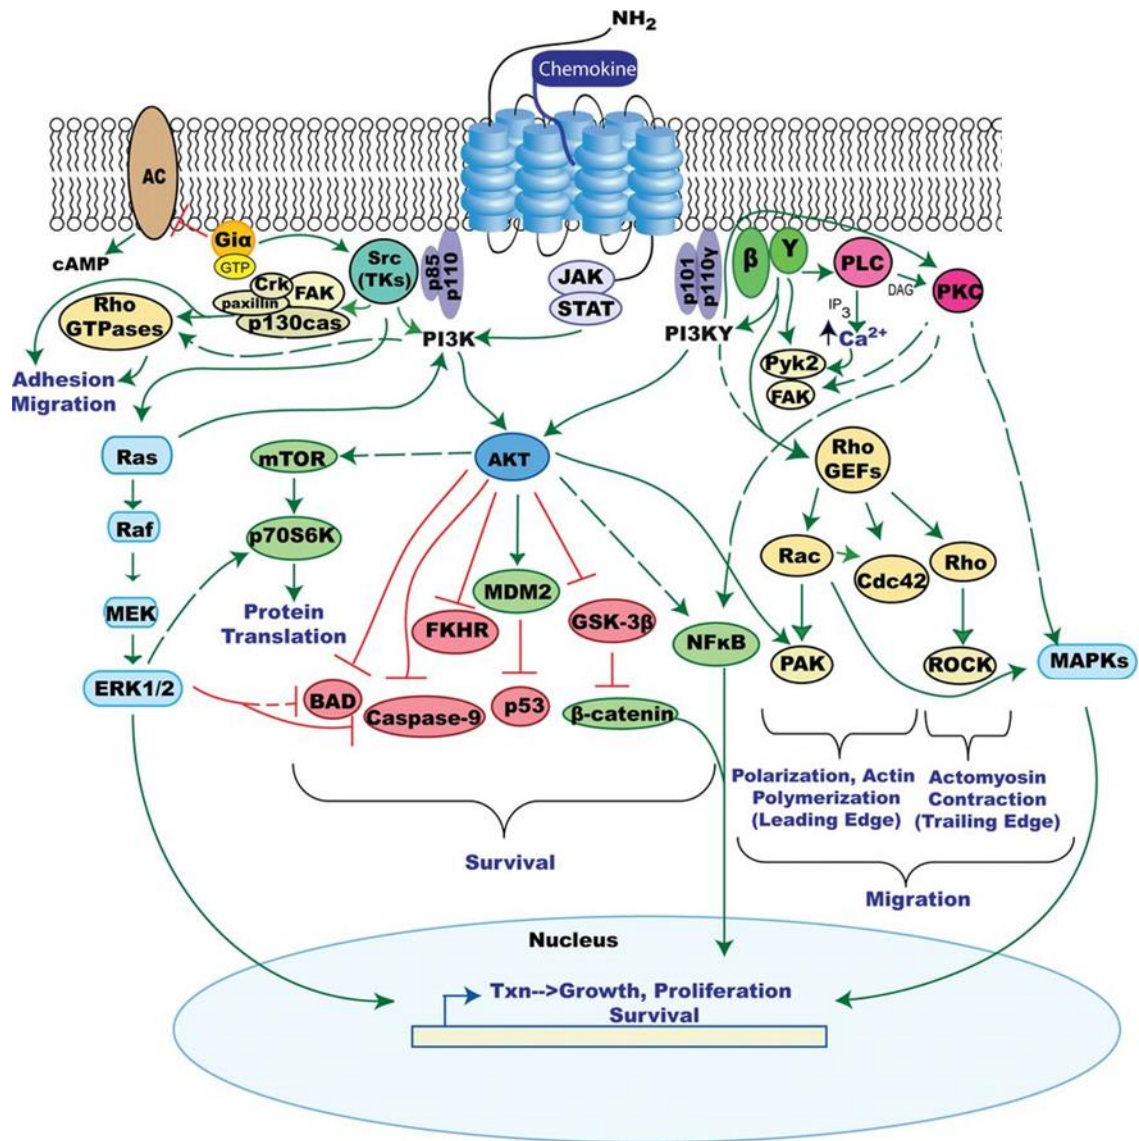 NH2
Chemokine
AC
Giα
GTP
cAMP
Src
(TKs)
p85
p110
JAK
STAT
p101
p110γ
β
Y
PLC
DAG
PKC
IP3
Ca2+
Crk
FAK
paxillin
p130cas
Rho
GTPases
PI3K
PI3KY
Pyk2
FAK
Adhesion
Migration
Ras
mTOR
AKT
Rho
GEFs
Raf
p70S6K
Rac
Cdc42
Rho
MEK
Protein
Translation
MDM2
FKHR
GSK-3β
NFκB
PAK
ROCK
MAPKs
ERK1/2
BAD
Caspase-9
p53
β-catenin
Polarization, Actin
Polymerization
(Leading Edge)
Actomyosin
Contraction
(Trailing Edge)
Survival
Migration
Nucleus
Txn-->Growth, Proliferation
Survival